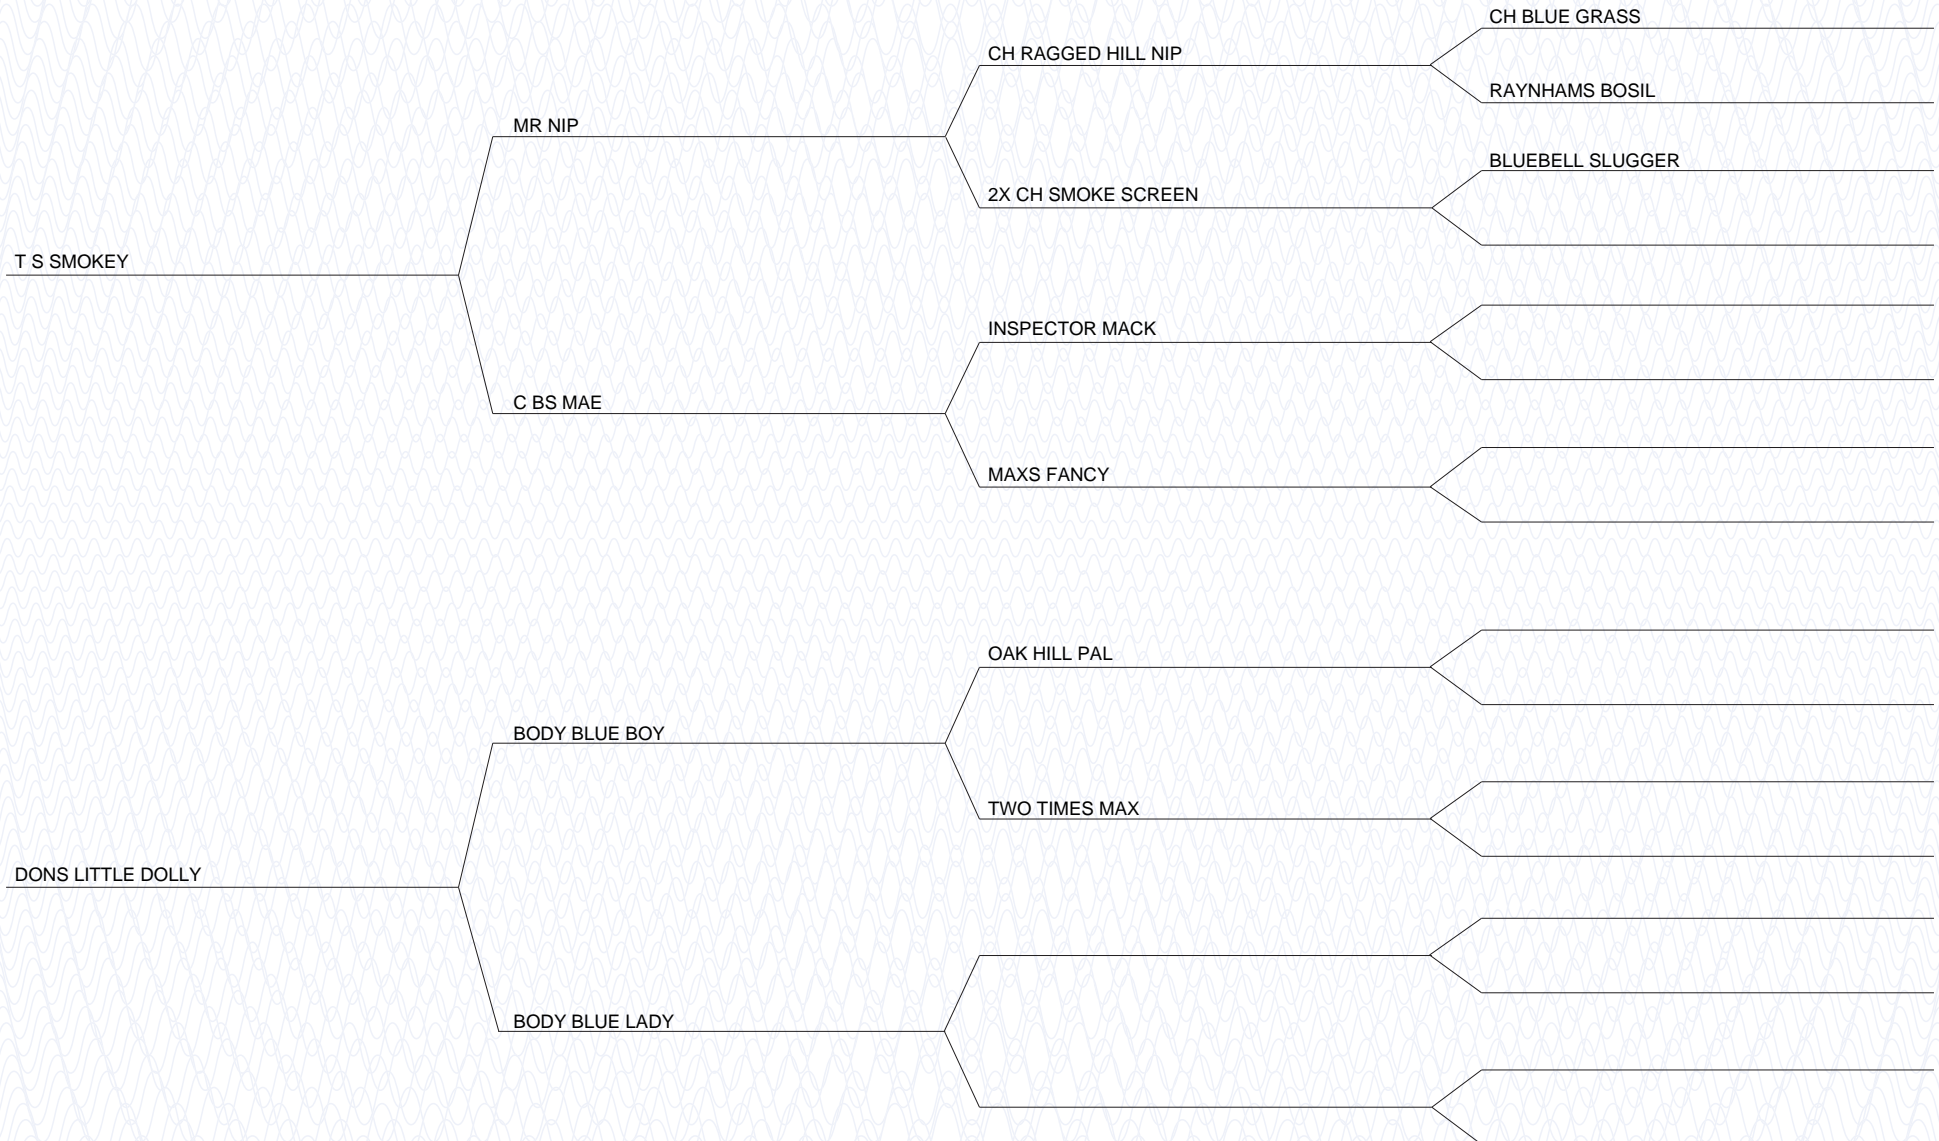 CH BLUE GRASS
CH RAGGED HILL NIP
RAYNHAMS BOSIL
MR NIP
BLUEBELL SLUGGER
2X CH SMOKE SCREEN
T S SMOKEY
INSPECTOR MACK
C BS MAE
MAXS FANCY
OAK HILL PAL
BODY BLUE BOY
TWO TIMES MAX
DONS LITTLE DOLLY
BODY BLUE LADY